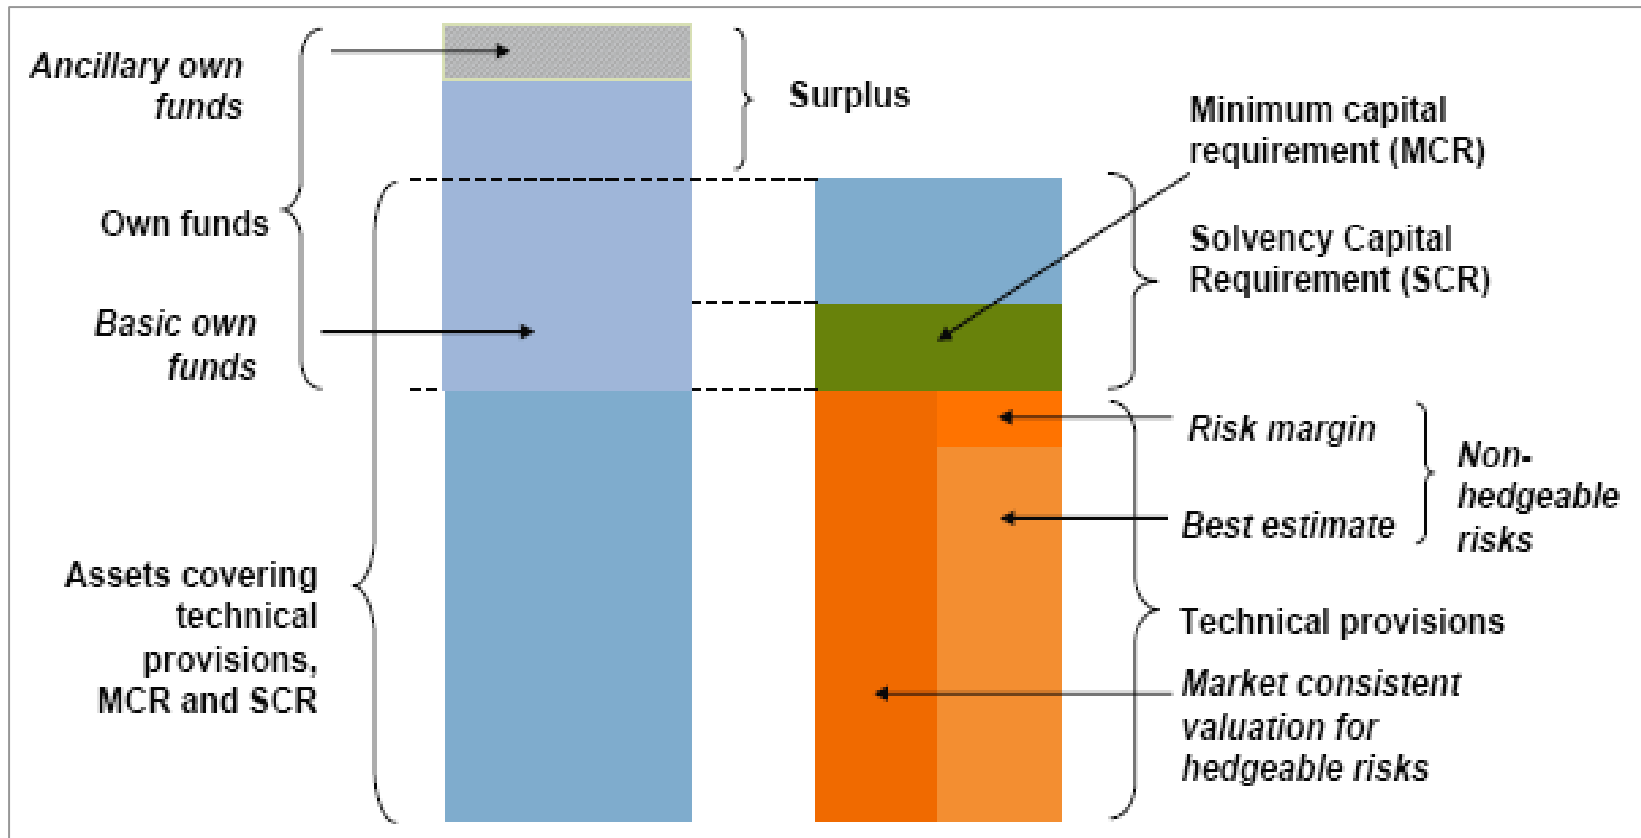 Ancillary own
funds
Own funds
Basic own
funds
Assets covering
technical
provisions,
MCR and SCR
Surplus
Minimum capital
requirement (MCR)
Solvency Capital
Requirement (SCR)
Risk margin
Best estimate
Non-
hedgeable
risks
Technical provisions
Market consistent
valuation for
hedgeable risks